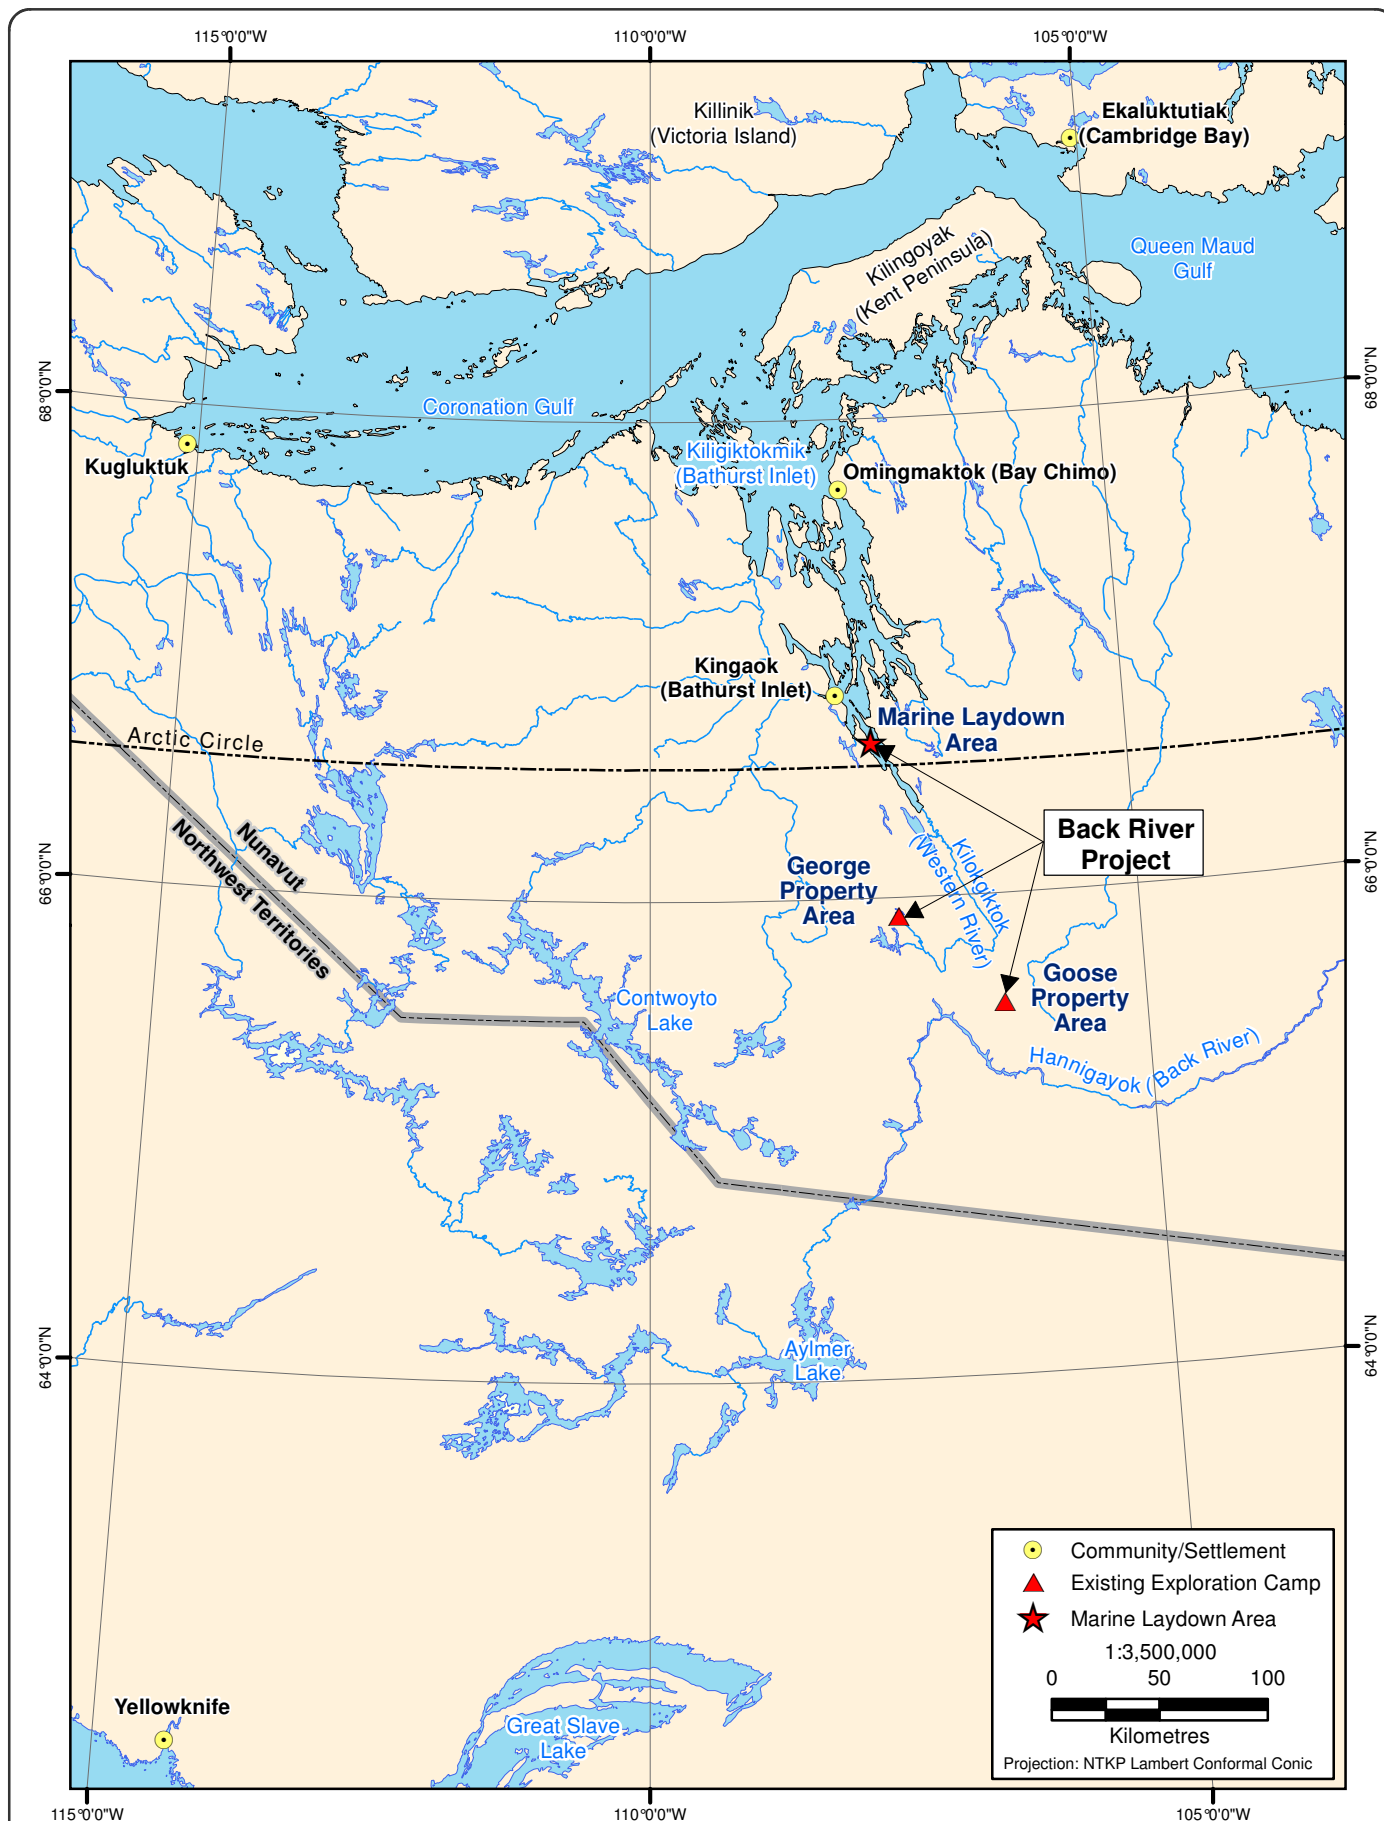 115°0'0"W
110°0'0"W
105°0'0"W
Killinik
(Victoria Island)
Ekaluktutiak
(Cambridge Bay)
Kilingoyak
(Kent Peninsula)
Queen Maud
Gulf
68°0'0"N
68°0'0"N
Coronation Gulf
Kugluktuk
Kiligiktokmik
(Bathurst Inlet)
Omingmaktok (Bay Chimo)
Kingaok
(Bathurst Inlet)
Marine Laydown
Area
Arctic Circle
Back River
Project
Nunavut
Northwest Territories
66°0'0"N
66°0'0"N
George
Property
Area
Kilokgiktok
(Western River)
Goose
Property
Area
Contwoyto
Lake
Hannigayok (Back River)
64°0'0"N
64°0'0"N
Aylmer
Lake
Community/Settlement
Existing Exploration Camp
Marine Laydown Area
1:3,500,000
0 50 100
Kilometres
Projection: NTKP Lambert Conformal Conic
Yellowknife
Great Slave
Lake
115°0'0"W
110°0'0"W
105°0'0"W